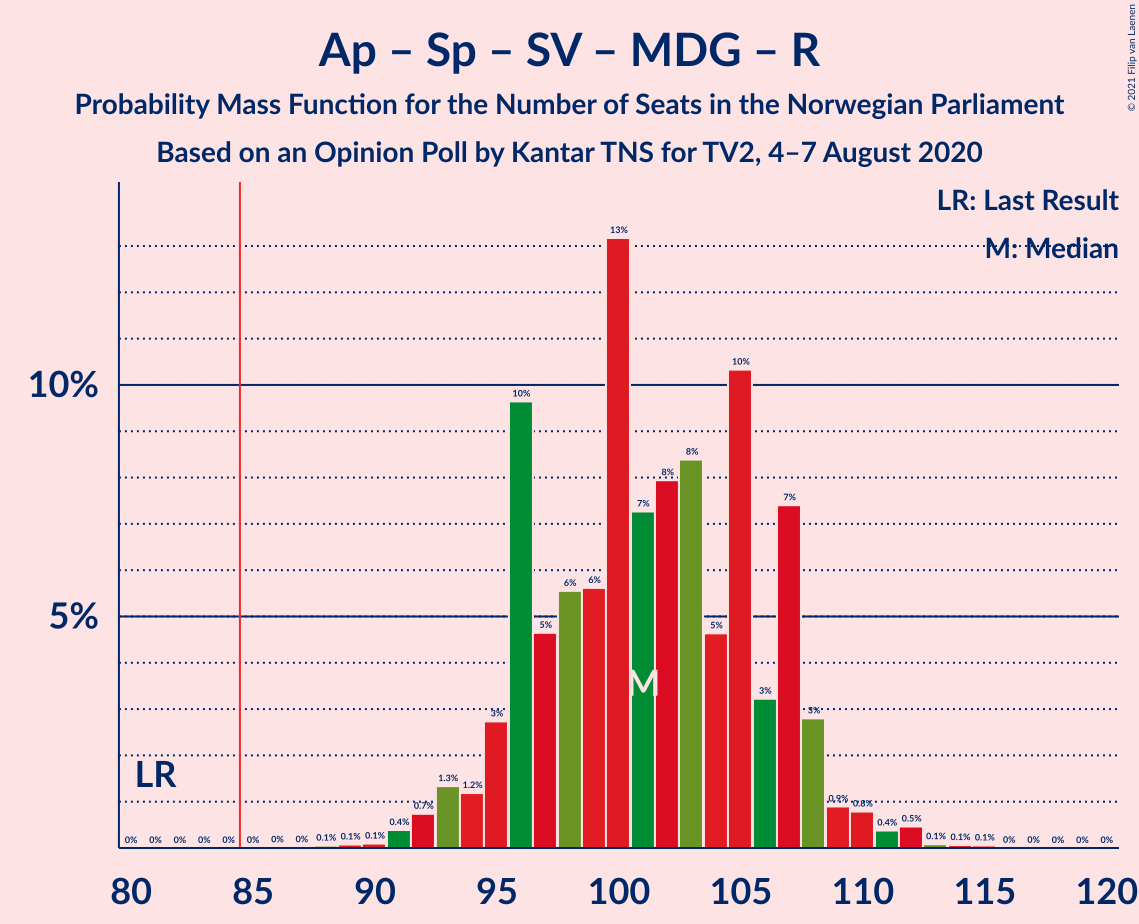 Ap – Sp – SV – MDG – R
Probability Mass Function for the Number of Seats in the Norwegian Parliament
Based on an Opinion Poll by Kantar TNS for TV2, 4–7 August 2020
© 2021 Filip van Laenen
LR: Last Result
M: Median
10%
5%
LR
M
0% 0% 0% 0% 0% 0% 0% 0% 0.1% 0.1% 0.1% 0.4% 0.7% 1.3% 1.2% 3% 10% 5% 6% 6% 13% 7% 8% 8% 5% 10% 3% 7% 3% 0.9% 0.8% 0.4% 0.5% 0.1% 0.1% 0.1% 0% 0% 0% 0% 0%
80 85 90 95 100 105 110 115 120